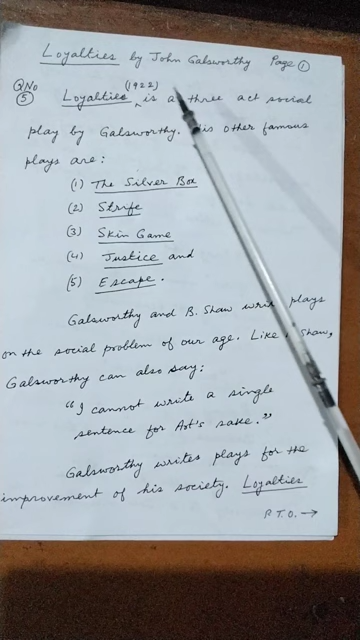 Loyalties by John Galsworthy Page ①
Q No
⑤ Loyalties (1922) is a three act social
play by Galsworthy. His other famous
plays are:
(1) The Silver Box
(2) Strife
(3) Skin Game
(4) Justice and
(5) Escape.
Galsworthy and B. Shaw write plays
on the social problem of our age. Like Shaw,
Galsworthy can also say:
"I cannot write a single
sentence for Art's sake."
Galsworthy writes plays for the
improvement of his society. Loyalties
P.T.O. →